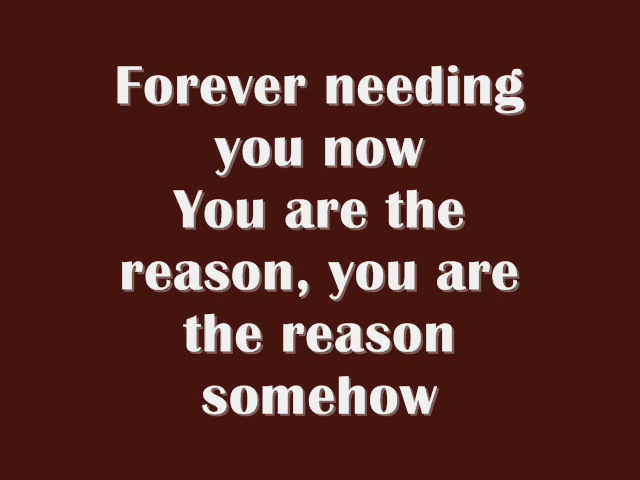 Forever needing
you now
You are the
reason, you are
the reason
somehow